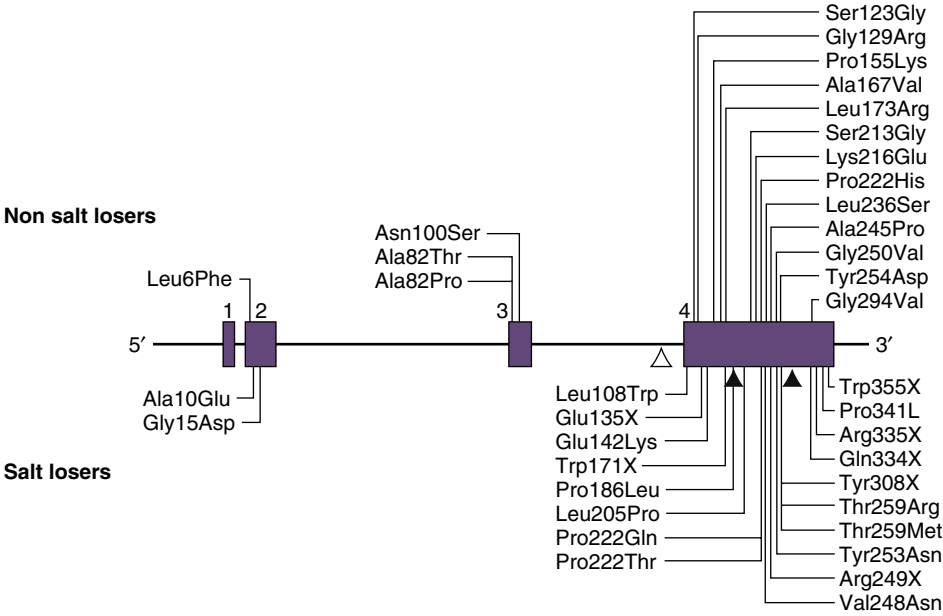 Ser123Gly
Gly129Arg
Pro155Lys
Ala167Val
Leu173Arg
Ser213Gly
Lys216Glu
Pro222His
Non salt losers
Leu236Ser
Asn100Ser
Ala245Pro
Ala82Thr
Gly250Val
Leu6Phe
Ala82Pro
Tyr254Asp
Gly294Val
1 2 3 4
5′ 3′
Ala10Glu
Leu108Trp
Trp355X
Gly15Asp
Glu135X
Pro341L
Glu142Lys
Arg335X
Salt losers
Trp171X
Gln334X
Pro186Leu
Tyr308X
Leu205Pro
Thr259Arg
Pro222Gln
Thr259Met
Pro222Thr
Tyr253Asn
Arg249X
Val248Asn